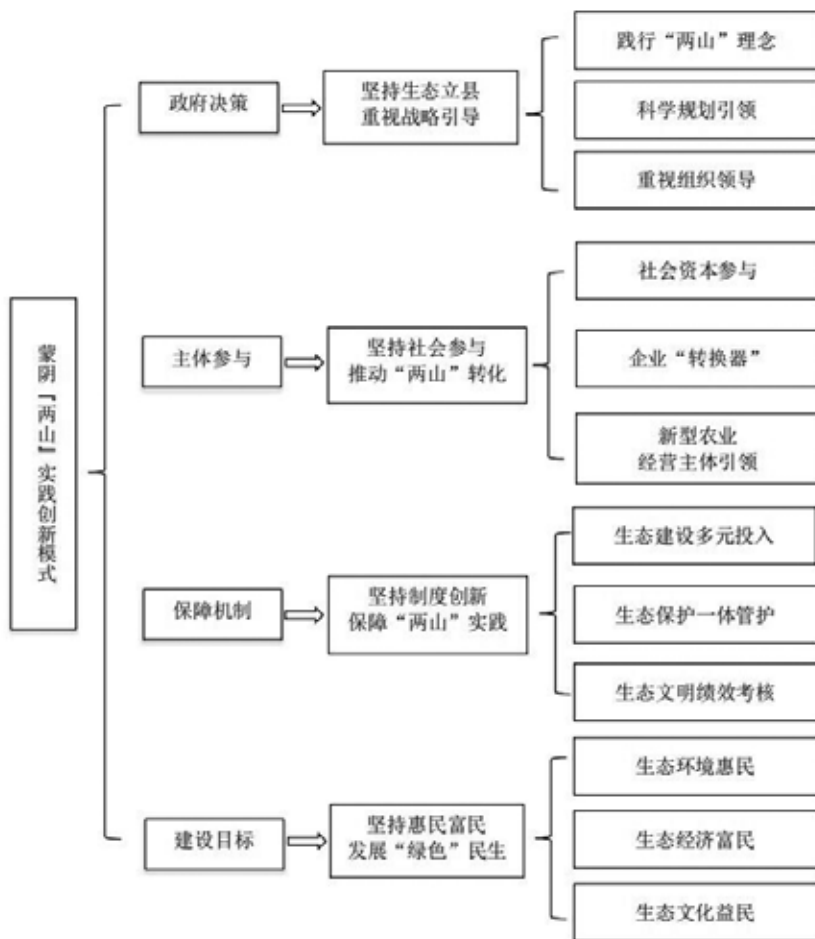 蒙阴『两山』实践创新模式
政府决策
坚持生态立县
重视战略引导
践行“两山”理念
科学规划引领
重视组织领导
主体参与
坚持社会参与
推动“两山”转化
社会资本参与
企业“转换器”
新型农业
经营主体引领
保障机制
坚持制度创新
保障“两山”实践
生态建设多元投入
生态保护一体管护
生态文明绩效考核
建设目标
坚持惠民富民
发展“绿色”民生
生态环境惠民
生态经济富民
生态文化益民